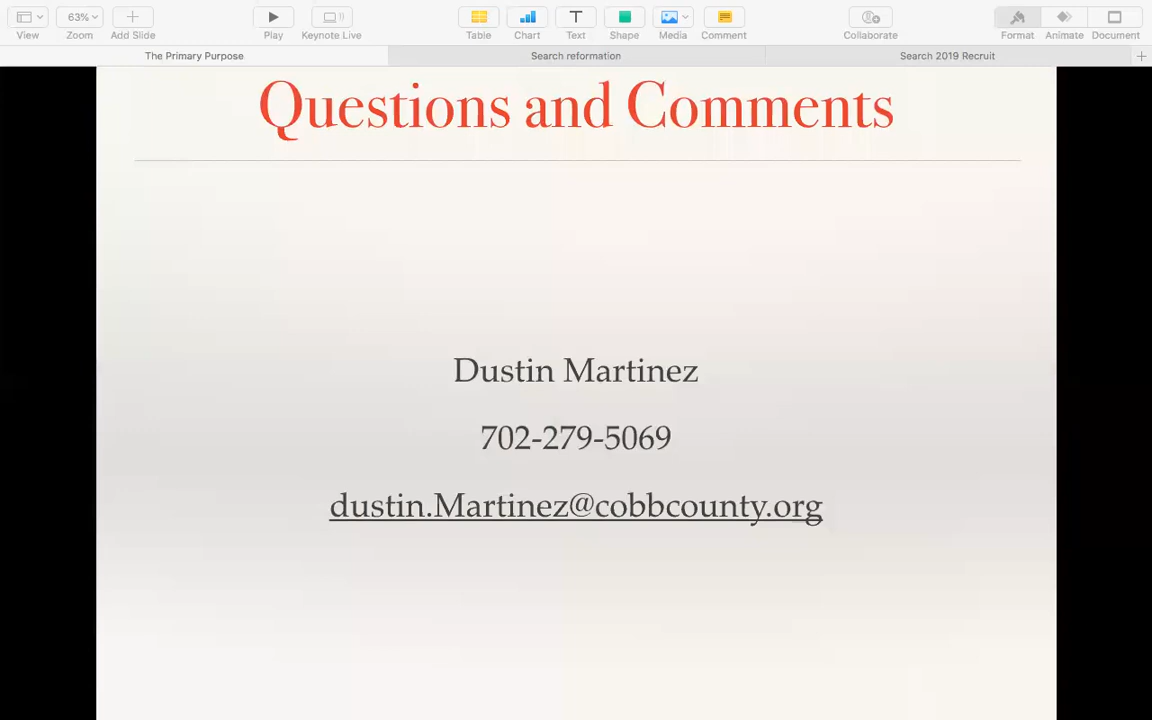 63%
View Zoom Add Slide Play Keynote Live Table Chart Text Shape Media Comment Collaborate Format Animate Document
The Primary Purpose Search reformation Search 2019 Recruit
Questions and Comments
Dustin Martinez
702-279-5069
dustin.Martinez@cobbcounty.org